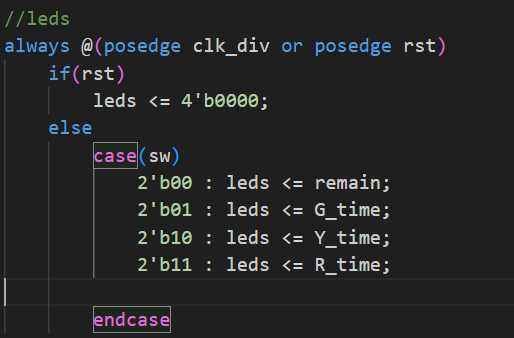 //leds
always @(posedge clk_div or posedge rst)
    if(rst)
        leds <= 4'b0000;
    else
        case(sw)
            2'b00 : leds <= remain;
            2'b01 : leds <= G_time;
            2'b10 : leds <= Y_time;
            2'b11 : leds <= R_time;
        endcase